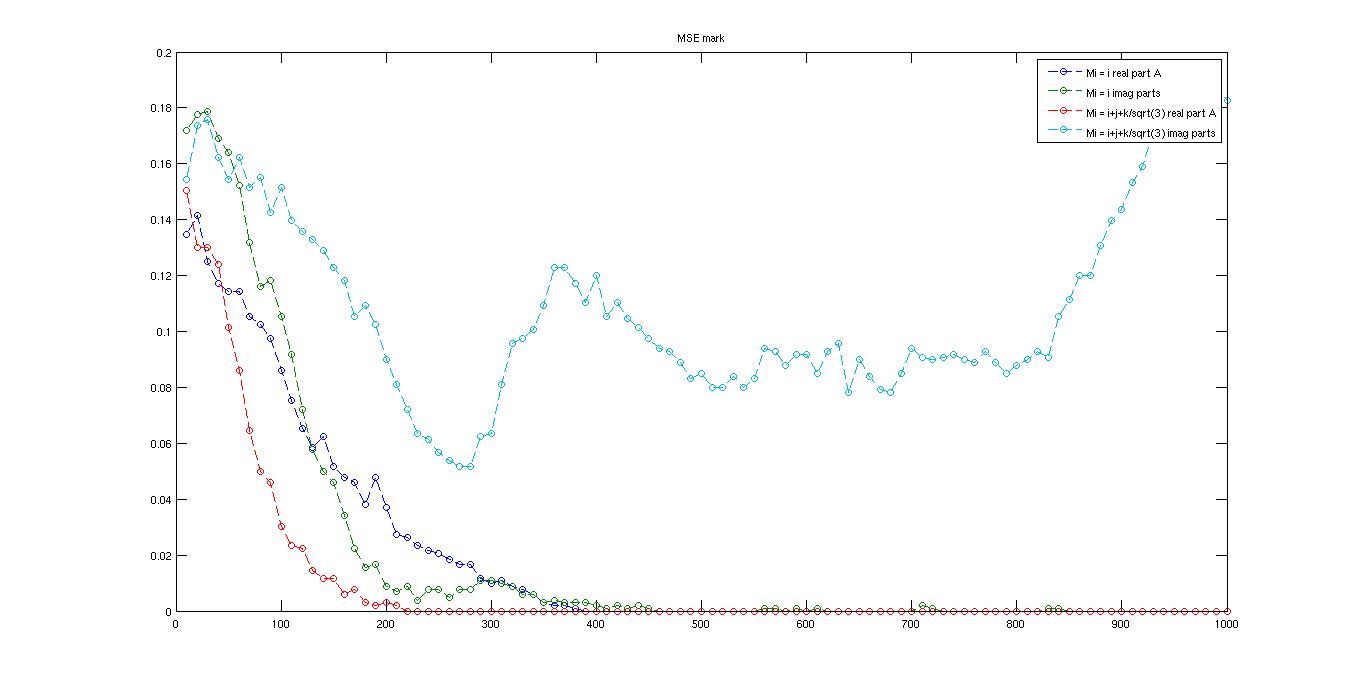 MSE mark
0.2
0.18
0.16
0.14
0.12
0.1
0.08
0.06
0.04
0.02
0
Mi = i real part A
Mi = i imag parts
Mi = i+j+k/sqrt(3) real part A
Mi = i+j+k/sqrt(3) imag parts
0 100 200 300 400 500 600 700 800 900 1000